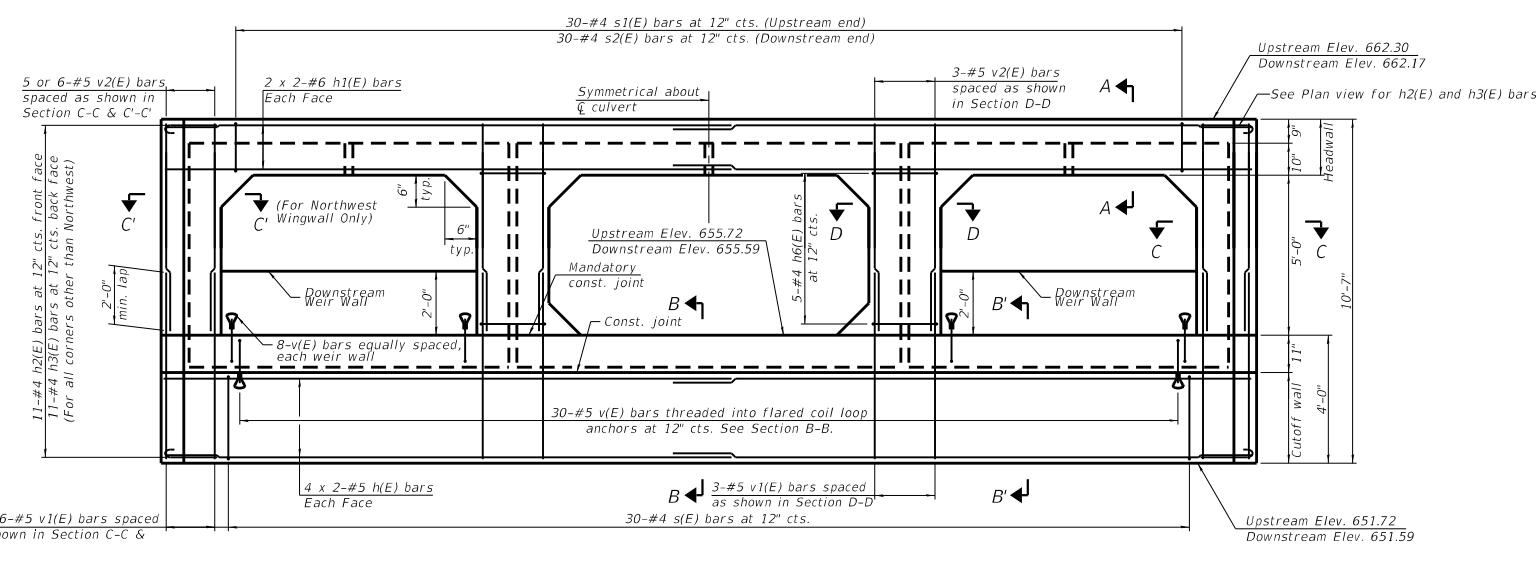 30-#4 s1(E) bars at 12" cts. (Upstream end)
30-#4 s2(E) bars at 12" cts. (Downstream end)
Upstream Elev. 662.30
Downstream Elev. 662.17
5 or 6-#5 v2(E) bars
spaced as shown in
Section C-C & C'-C'
2 x 2-#6 h1(E) bars
Each Face
Symmetrical about
℄ culvert
3-#5 v2(E) bars
spaced as shown
in Section D-D
A
See Plan view for h2(E) and h3(E) bars
9"
10"
Headwall
11-#4 h2(E) bars at 12" cts. front face
11-#4 h3(E) bars at 12" cts. back face
(For all corners other than Northwest)
C'
C'
(For Northwest
Wingwall Only)
6"
typ.
6"
typ.
5-#4 h6(E) bars
at 12" cts.
D
D
A
C
C
5'-0"
10'-7"
Upstream Elev. 655.72
Downstream Elev. 655.59
Mandatory
const. joint
2'-0"
min. lap
Downstream
Weir Wall
2'-0"
B
2'-0"
B'
Downstream
Weir Wall
Const. joint
8-v(E) bars equally spaced,
each weir wall
11"
4'-0"
Cutoff wall
30-#5 v(E) bars threaded into flared coil loop
anchors at 12" cts. See Section B-B.
4 x 2-#5 h(E) bars
Each Face
B
3-#5 v1(E) bars spaced
as shown in Section D-D
B'
6-#5 v1(E) bars spaced
own in Section C-C &
30-#4 s(E) bars at 12" cts.
Upstream Elev. 651.72
Downstream Elev. 651.59